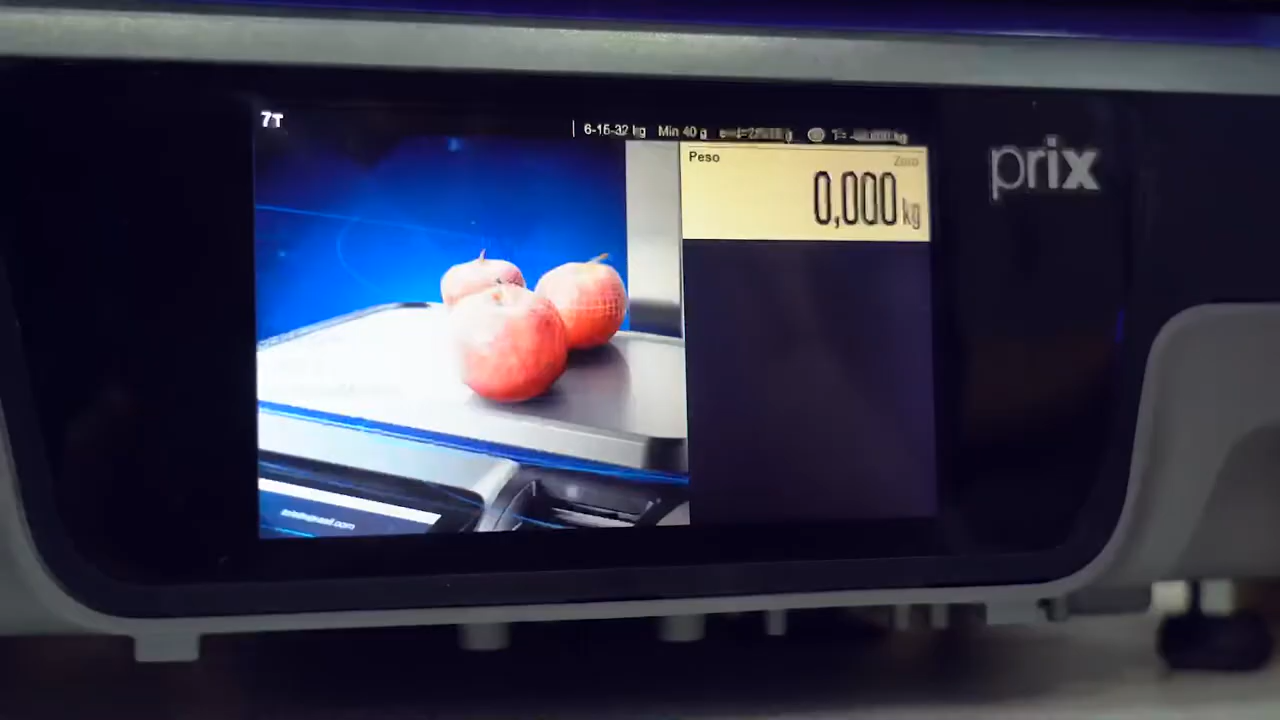 7T
6-15-32 kg Min 40 g
prix
Peso
Zero
0,000 kg